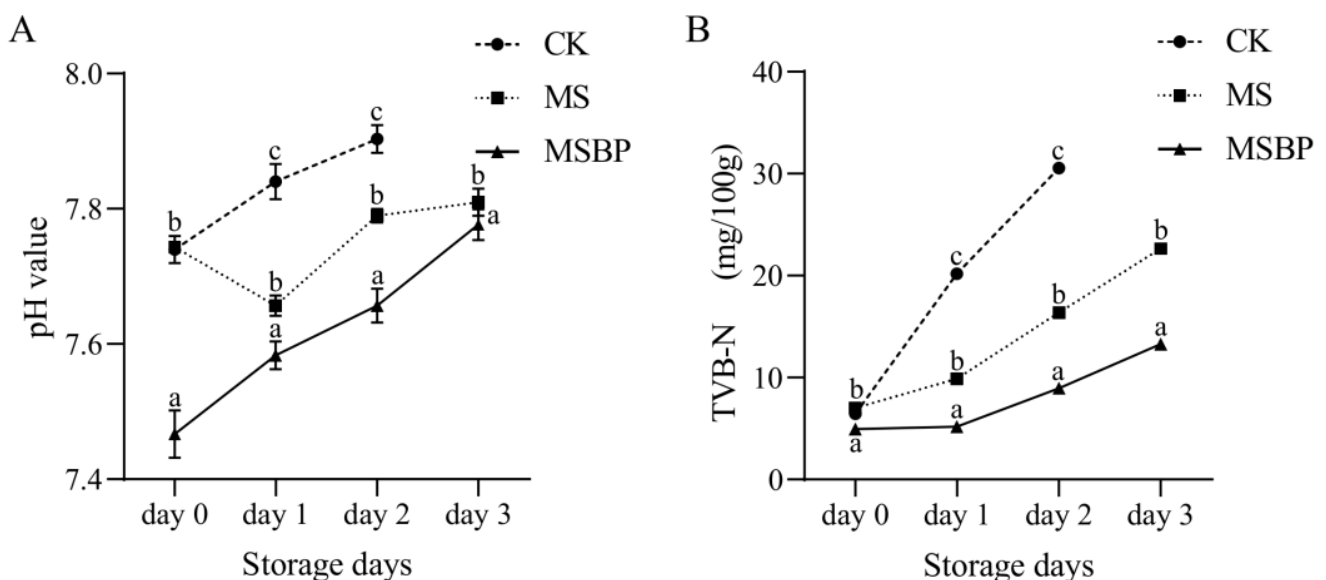 A
CK
MS
MSBP
8.0
7.8
7.6
7.4
pH value
b
c
c
b
b
b
a
a
a
a
day 0 day 1 day 2 day 3
Storage days
B
CK
MS
MSBP
40
30
20
10
0
TVB-N (mg/100g)
c
c
b
b
b
b
a
a
a
a
day 0 day 1 day 2 day 3
Storage days